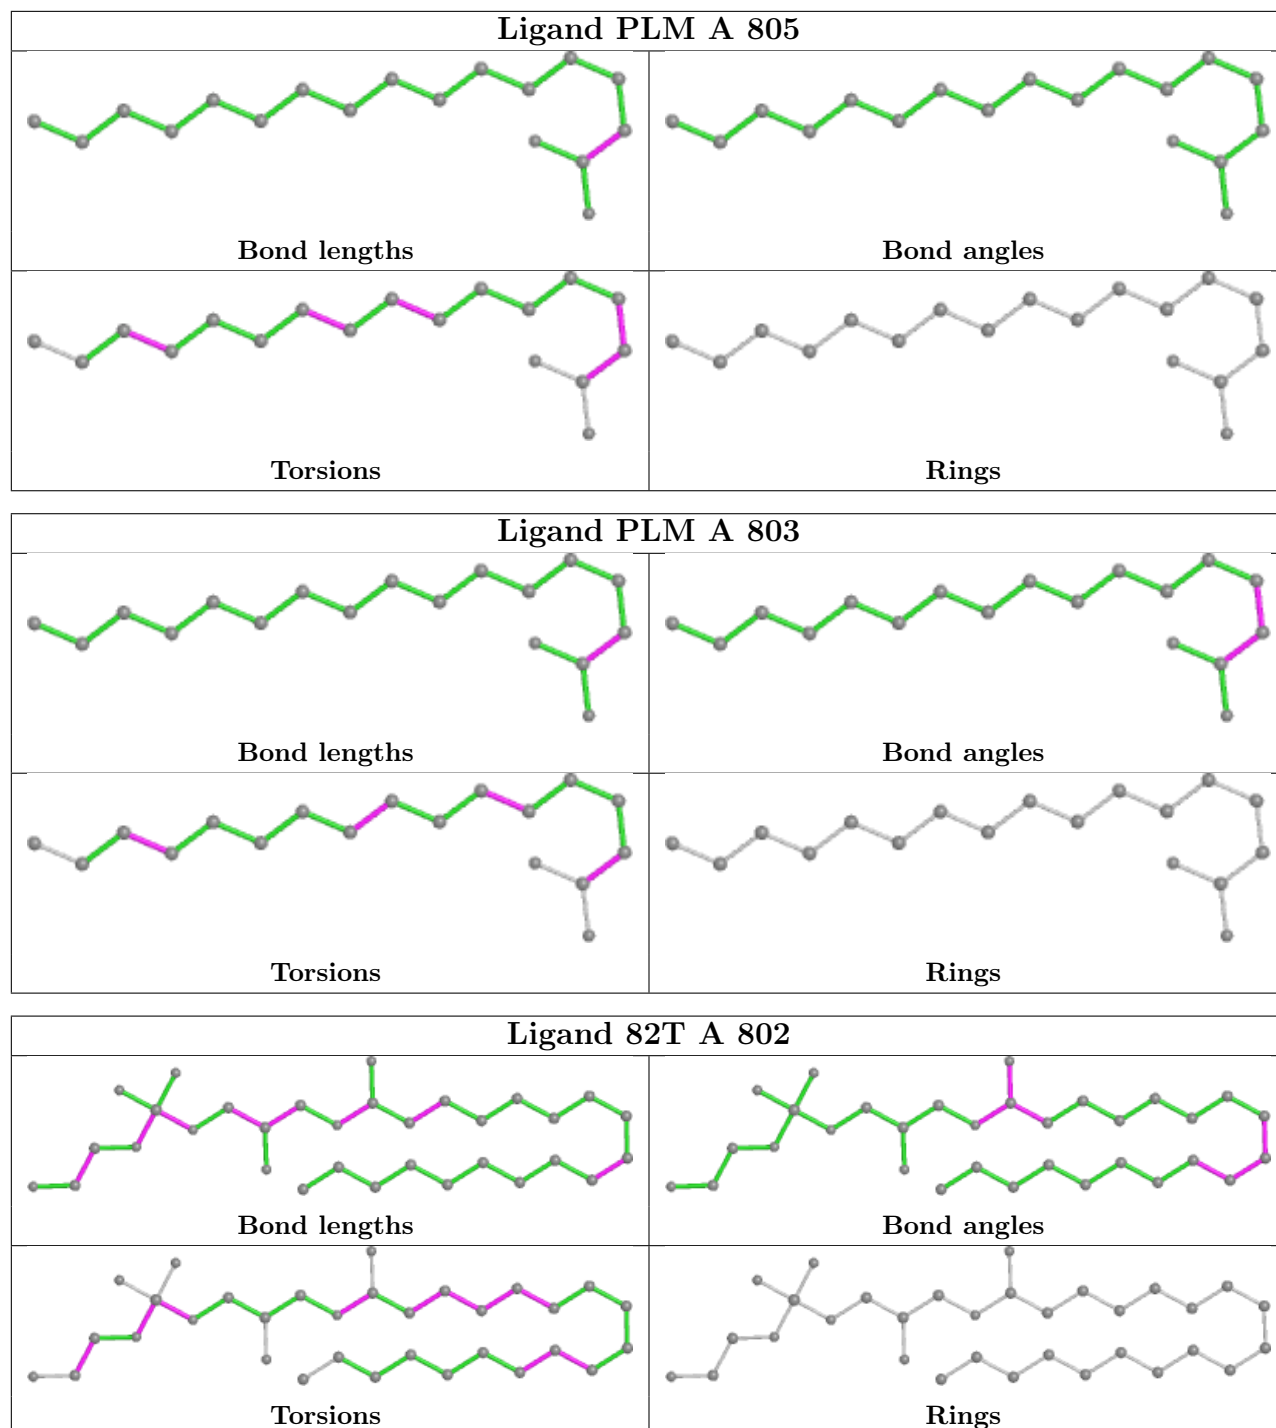 Ligand PLM A 805
Bond lengths
Bond angles
Torsions
Rings
Ligand PLM A 803
Bond lengths
Bond angles
Torsions
Rings
Ligand 82T A 802
Bond lengths
Bond angles
Torsions
Rings